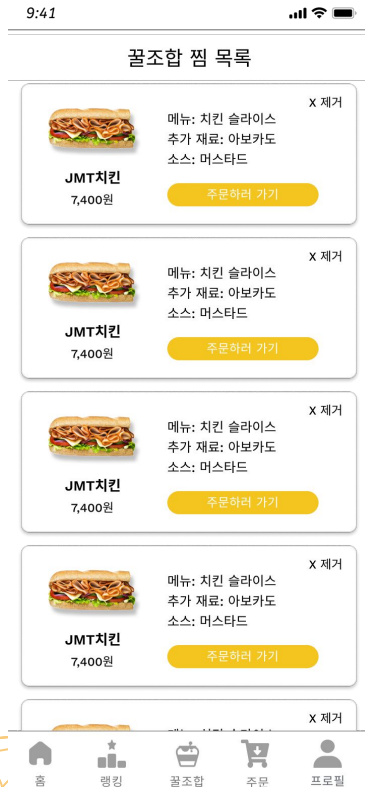 9:41
꿀조합 찜 목록
X 제거
메뉴: 치킨 슬라이스
추가 재료: 아보카도
소스: 머스타드
JMT치킨
7,400원
주문하러 가기
X 제거
메뉴: 치킨 슬라이스
추가 재료: 아보카도
소스: 머스타드
JMT치킨
7,400원
주문하러 가기
X 제거
메뉴: 치킨 슬라이스
추가 재료: 아보카도
소스: 머스타드
JMT치킨
7,400원
주문하러 가기
X 제거
메뉴: 치킨 슬라이스
추가 재료: 아보카도
소스: 머스타드
JMT치킨
7,400원
주문하러 가기
X 제거
홈
랭킹
꿀조합
주문
프로필